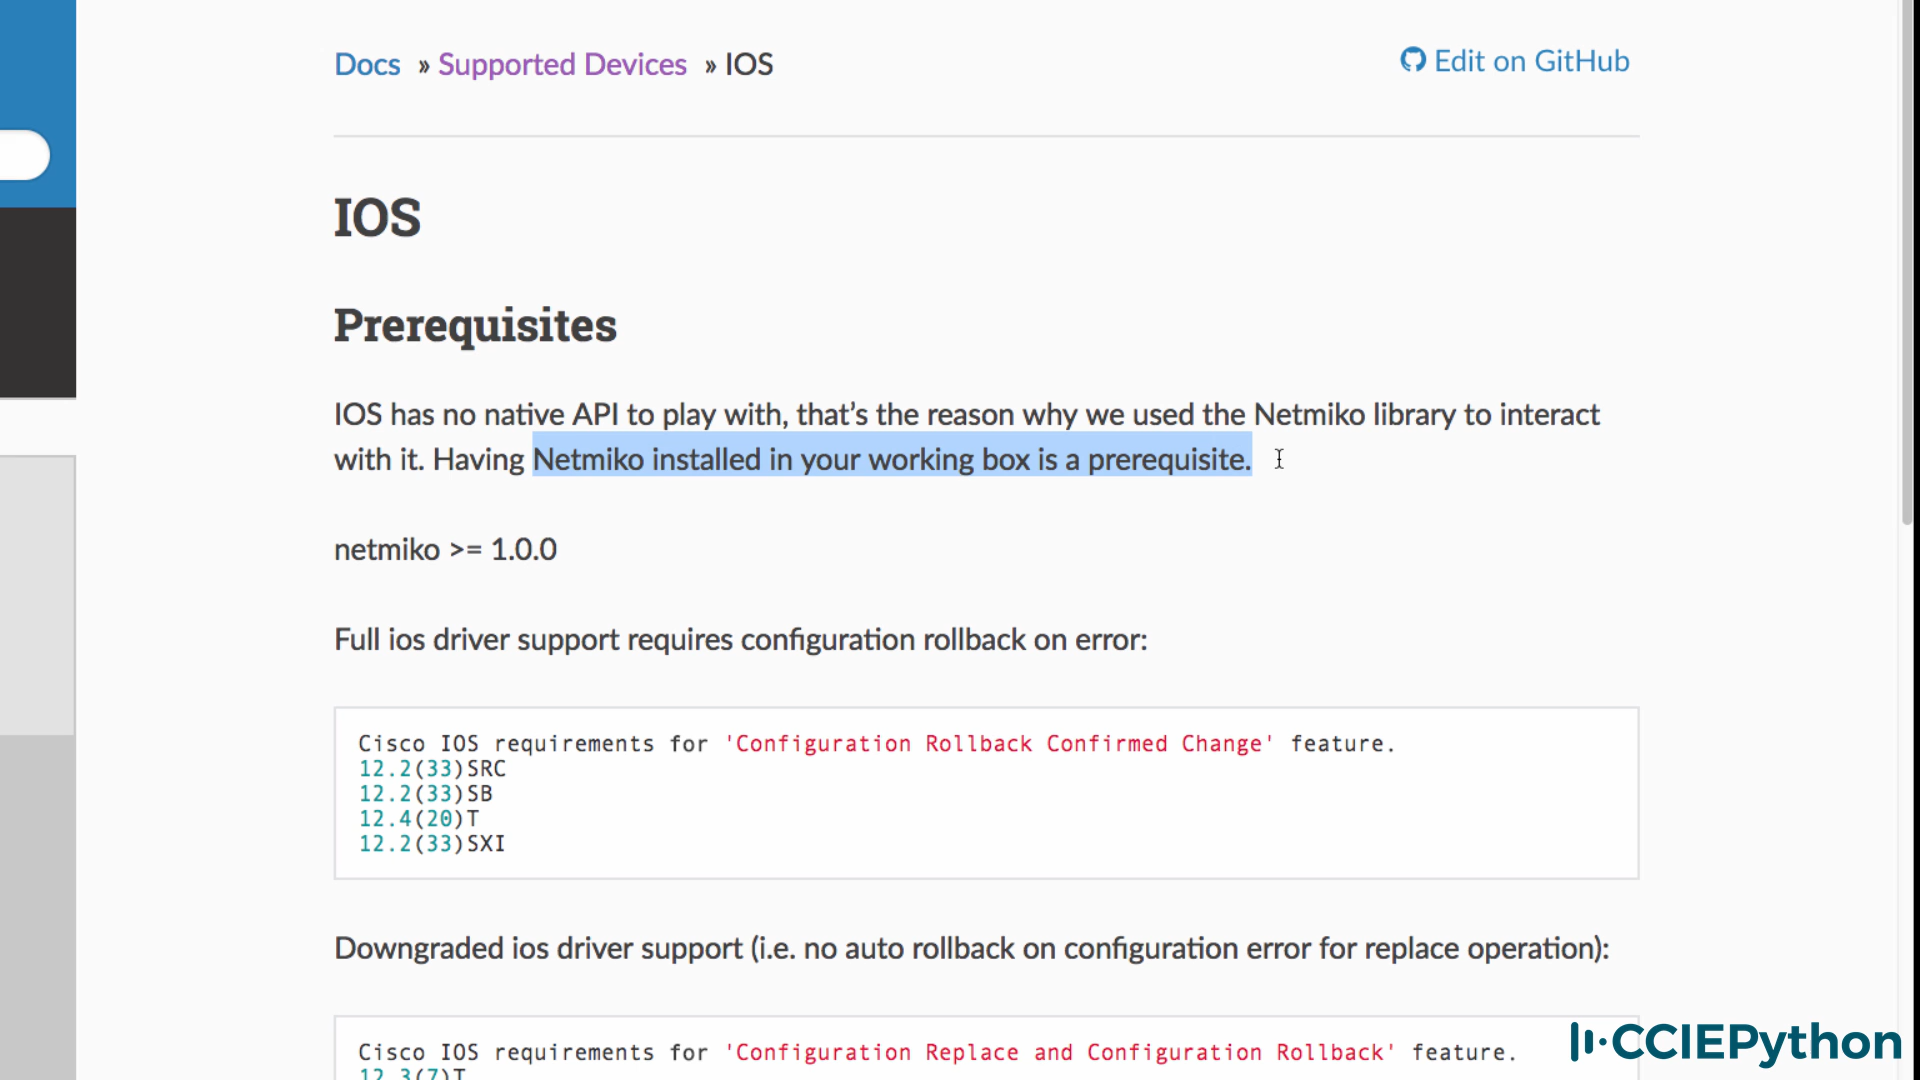 Docs » Supported Devices » IOS
Edit on GitHub
IOS
Prerequisites
IOS has no native API to play with, that’s the reason why we used the Netmiko library to interact
with it. Having Netmiko installed in your working box is a prerequisite.
netmiko >= 1.0.0
Full ios driver support requires configuration rollback on error:
Cisco IOS requirements for 'Configuration Rollback Confirmed Change' feature.
12.2(33)SRC
12.2(33)SB
12.4(20)T
12.2(33)SXI
Downgraded ios driver support (i.e. no auto rollback on configuration error for replace operation):
Cisco IOS requirements for 'Configuration Replace and Configuration Rollback' feature.
12.3(7)T
CCIEPython